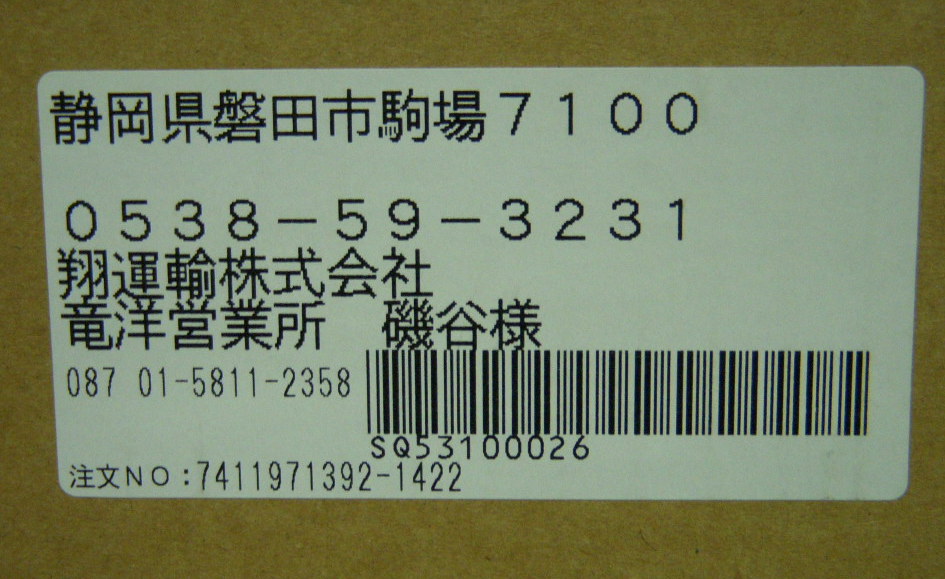 静岡県磐田市駒場７１００
０５３８－５９－３２３１
翔運輸株式会社
竜洋営業所　磯谷様
087 01-5811-2358
SQ53100026
注文ＮＯ：7411971392-1422